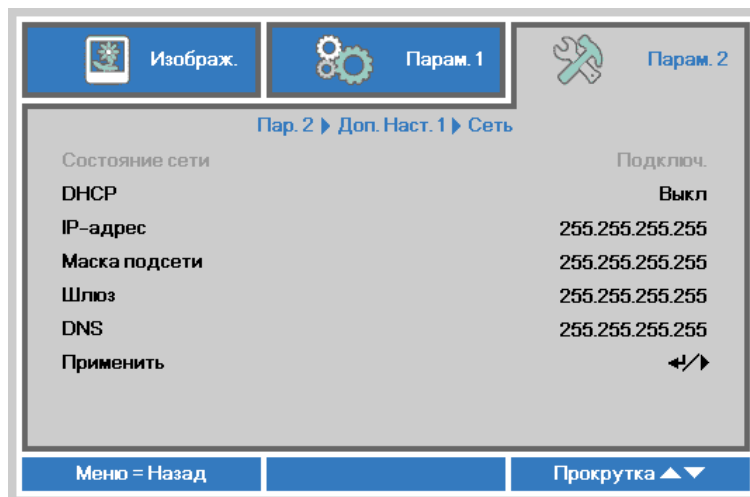 Изображ. Парам. 1 Парам. 2
Пар. 2 Доп. Наст. 1 Сеть
Состояние сети Подключ.
DHCP Выкл
IP-адрес 255.255.255.255
Маска подсети 255.255.255.255
Шлюз 255.255.255.255
DNS 255.255.255.255
Применить
Меню = Назад Прокрутка